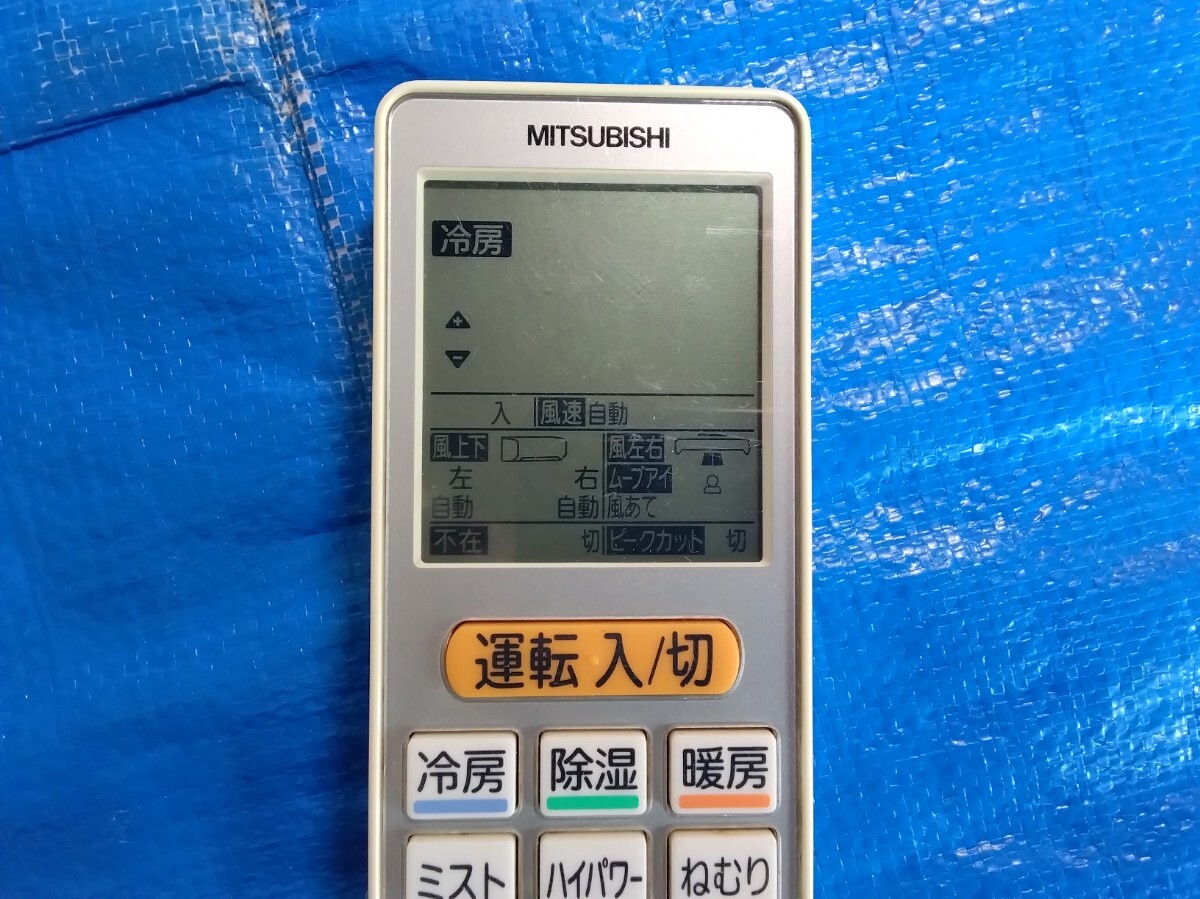 MITSUBISHI
冷房
入 風速 自動
風上下 風左右
左 右 ムーブアイ
自動 自動 風あて
不在 切 ピークカット 切
運転 入/切
冷房 除湿 暖房
ミスト ハイパワー ねむり